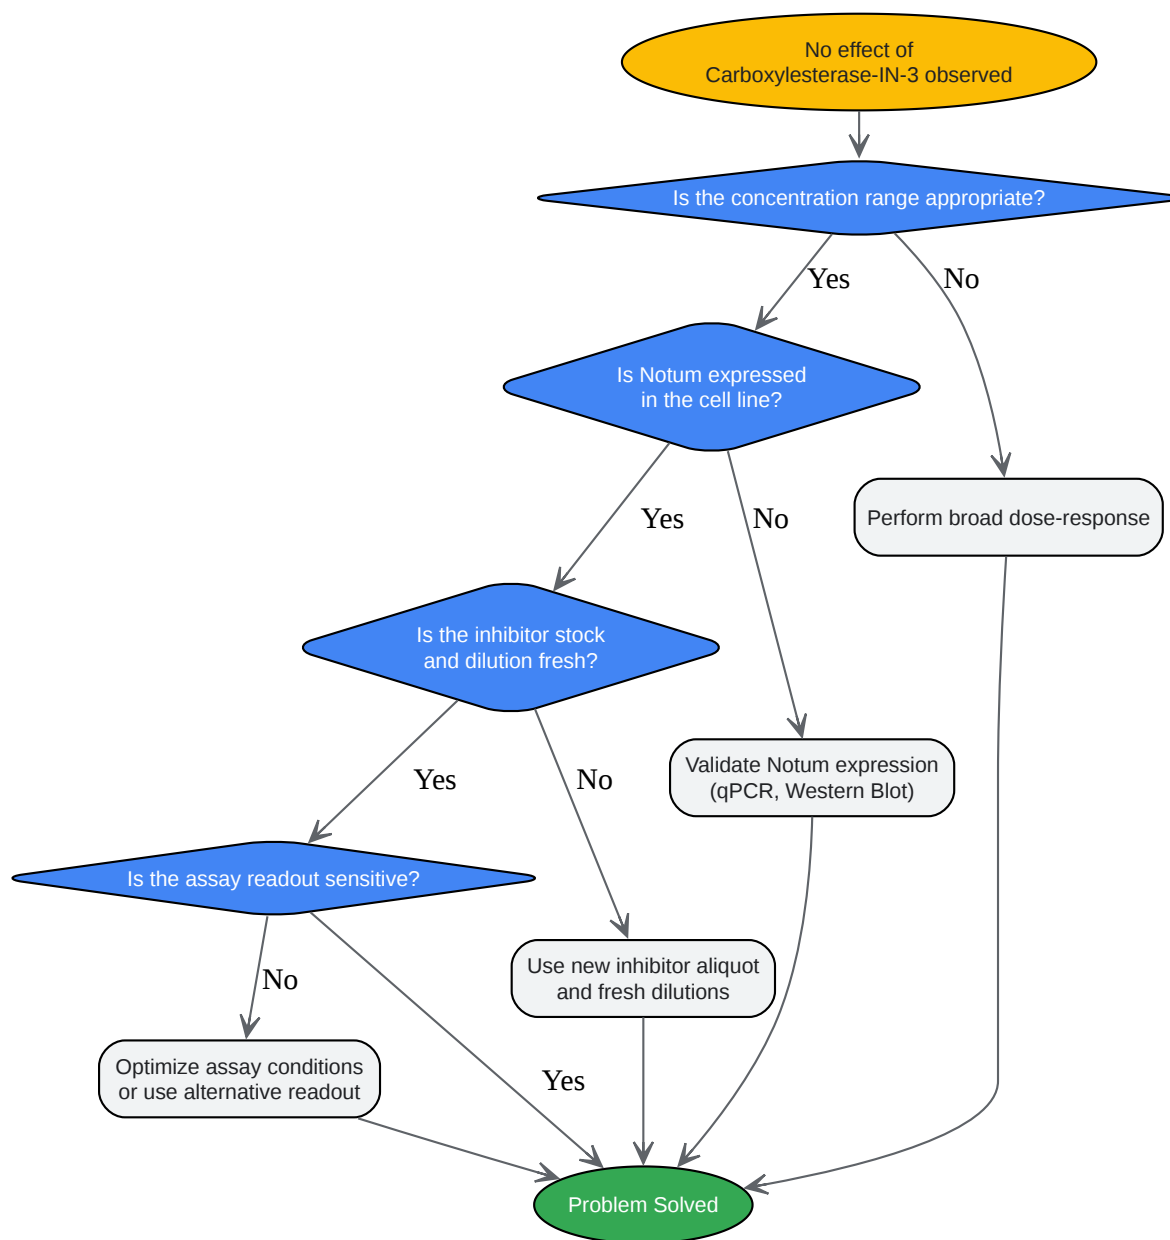 No effect of
Carboxylesterase-IN-3 observed
Is the concentration range appropriate?
Yes
No
Is Notum expressed
in the cell line?
Yes
No
Perform broad dose-response
Is the inhibitor stock
and dilution fresh?
Yes
No
Validate Notum expression
(qPCR, Western Blot)
Is the assay readout sensitive?
No
Yes
Use new inhibitor aliquot
and fresh dilutions
Optimize assay conditions
or use alternative readout
Problem Solved